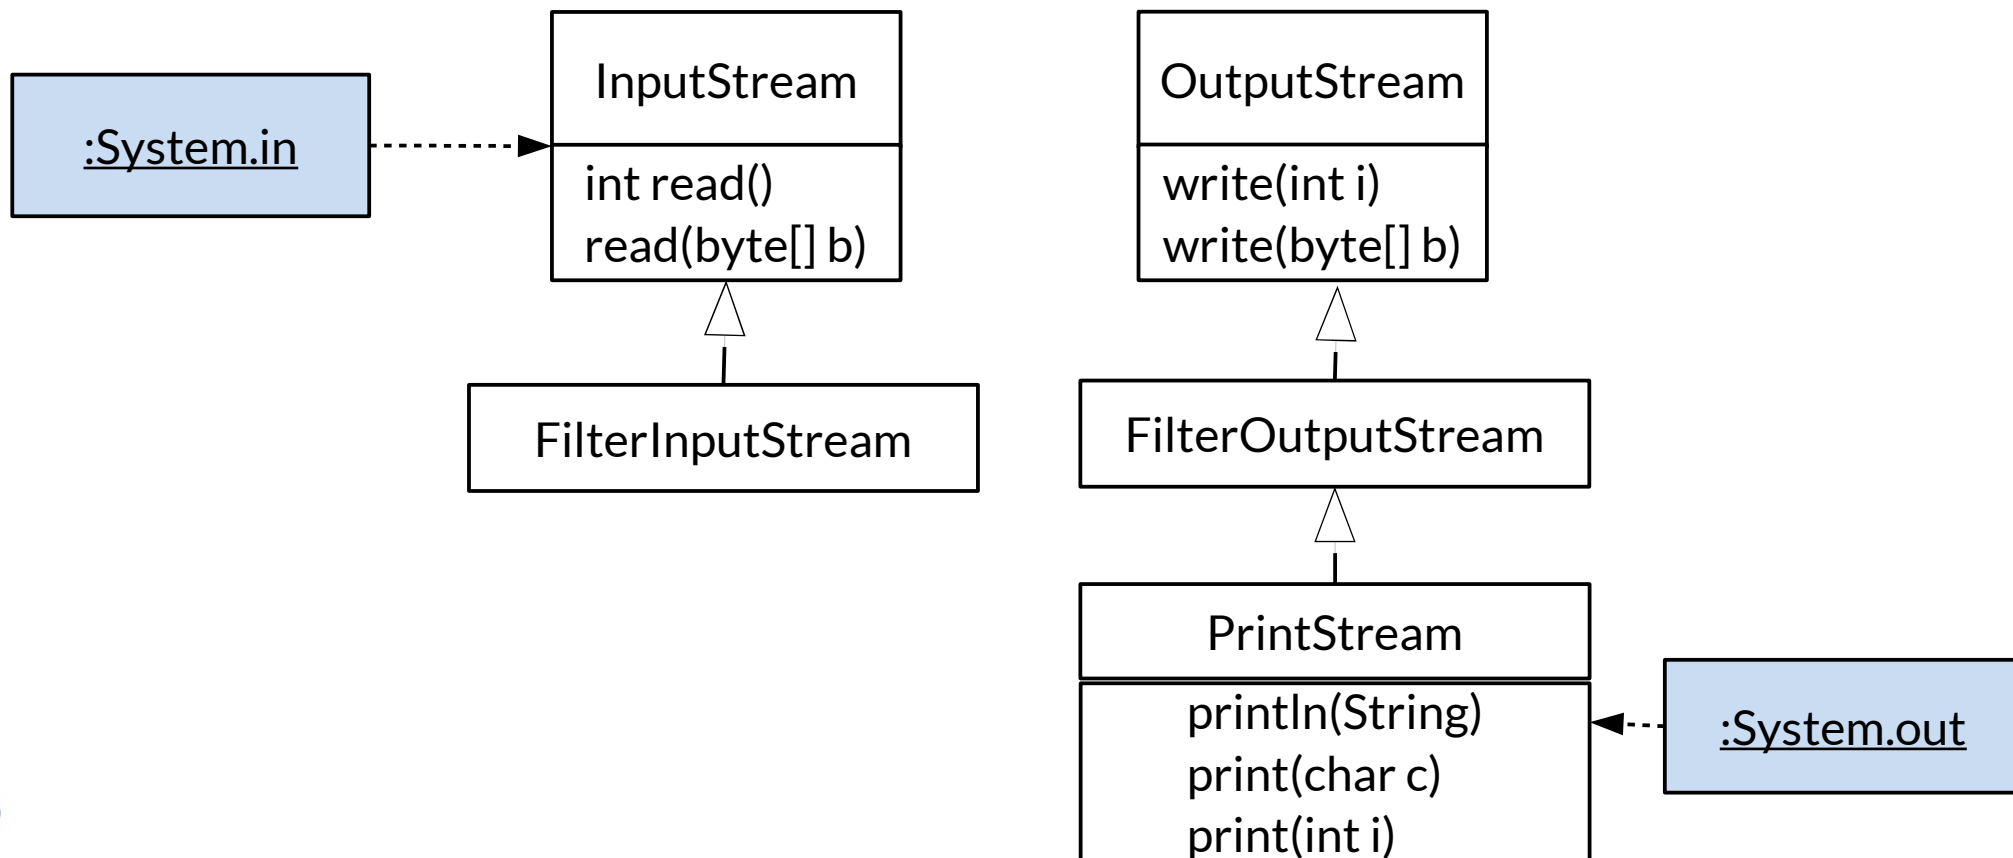 :System.in
InputStream
int read()
read(byte[] b)
FilterInputStream
OutputStream
write(int i)
write(byte[] b)
FilterOutputStream
PrintStream
println(String)
print(char c)
print(int i)
:System.out